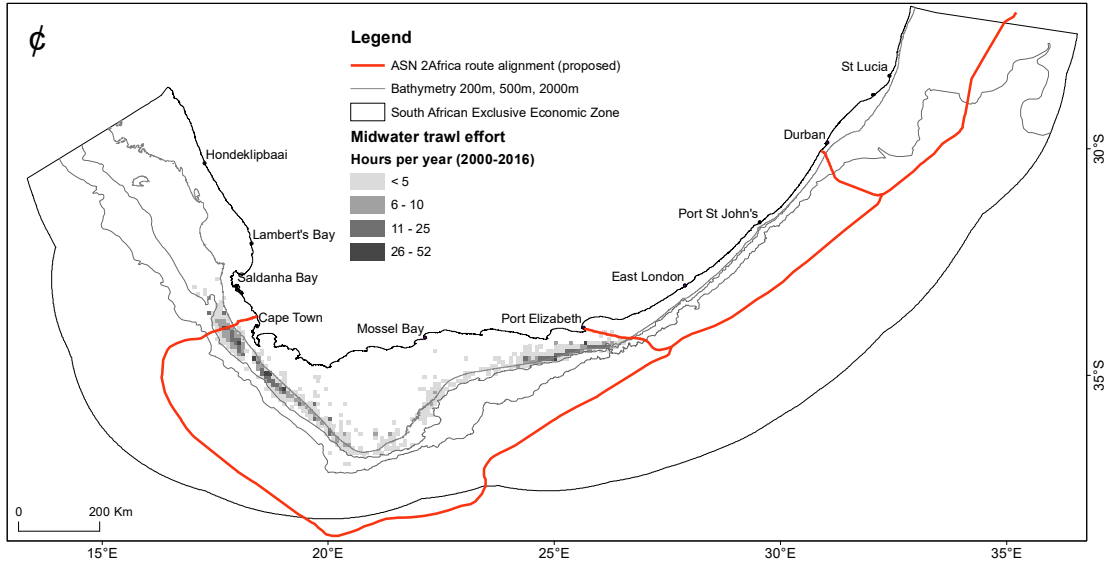 ¢
Legend
ASN 2Africa route alignment (proposed)
Bathymetry 200m, 500m, 2000m
South African Exclusive Economic Zone
Midwater trawl effort
Hours per year (2000-2016)
< 5
6 - 10
11 - 25
26 - 52
St Lucia
Durban
30°S
Hondeklipbaai
Port St John's
Lambert's Bay
East London
Saldanha Bay
Cape Town
Mossel Bay
Port Elizabeth
35°S
0 200 Km
15°E 20°E 25°E 30°E 35°E